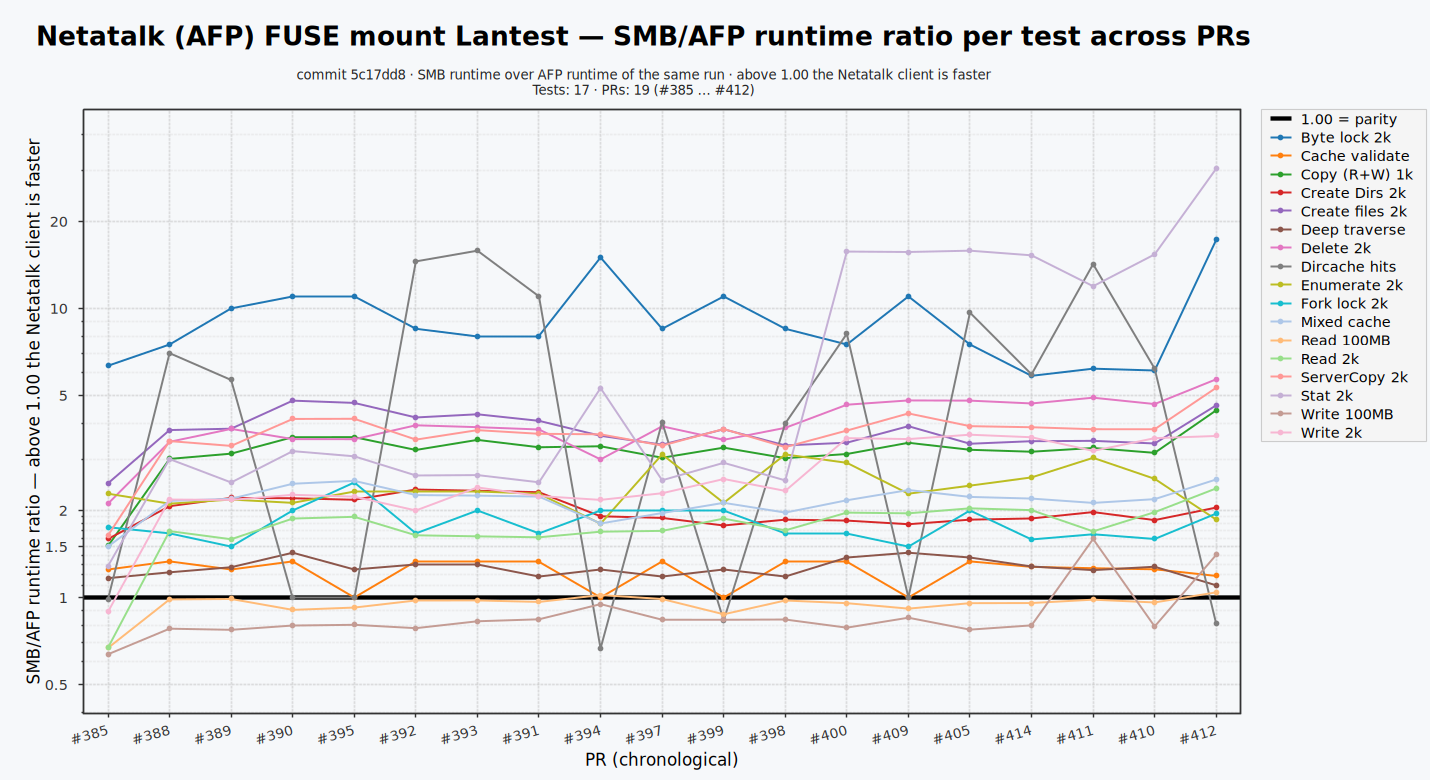 Netatalk (AFP) FUSE mount Lantest — SMB/AFP runtime ratio per test across PRs
commit 5c17dd8 · SMB runtime over AFP runtime of the same run · above 1.00 the Netatalk client is faster
Tests: 17 · PRs: 19 (#385 … #412)
SMB/AFP runtime ratio — above 1.00 the Netatalk client is faster
20
10
5
2
1.5
1
0.5
#385
#388
#389
#390
#395
#392
#393
#391
#394
#397
#399
#398
#400
#409
#405
#414
#411
#410
#412
PR (chronological)
1.00 = parity
Byte lock 2k
Cache validate
Copy (R+W) 1k
Create Dirs 2k
Create files 2k
Deep traverse
Delete 2k
Dircache hits
Enumerate 2k
Fork lock 2k
Mixed cache
Read 100MB
Read 2k
ServerCopy 2k
Stat 2k
Write 100MB
Write 2k